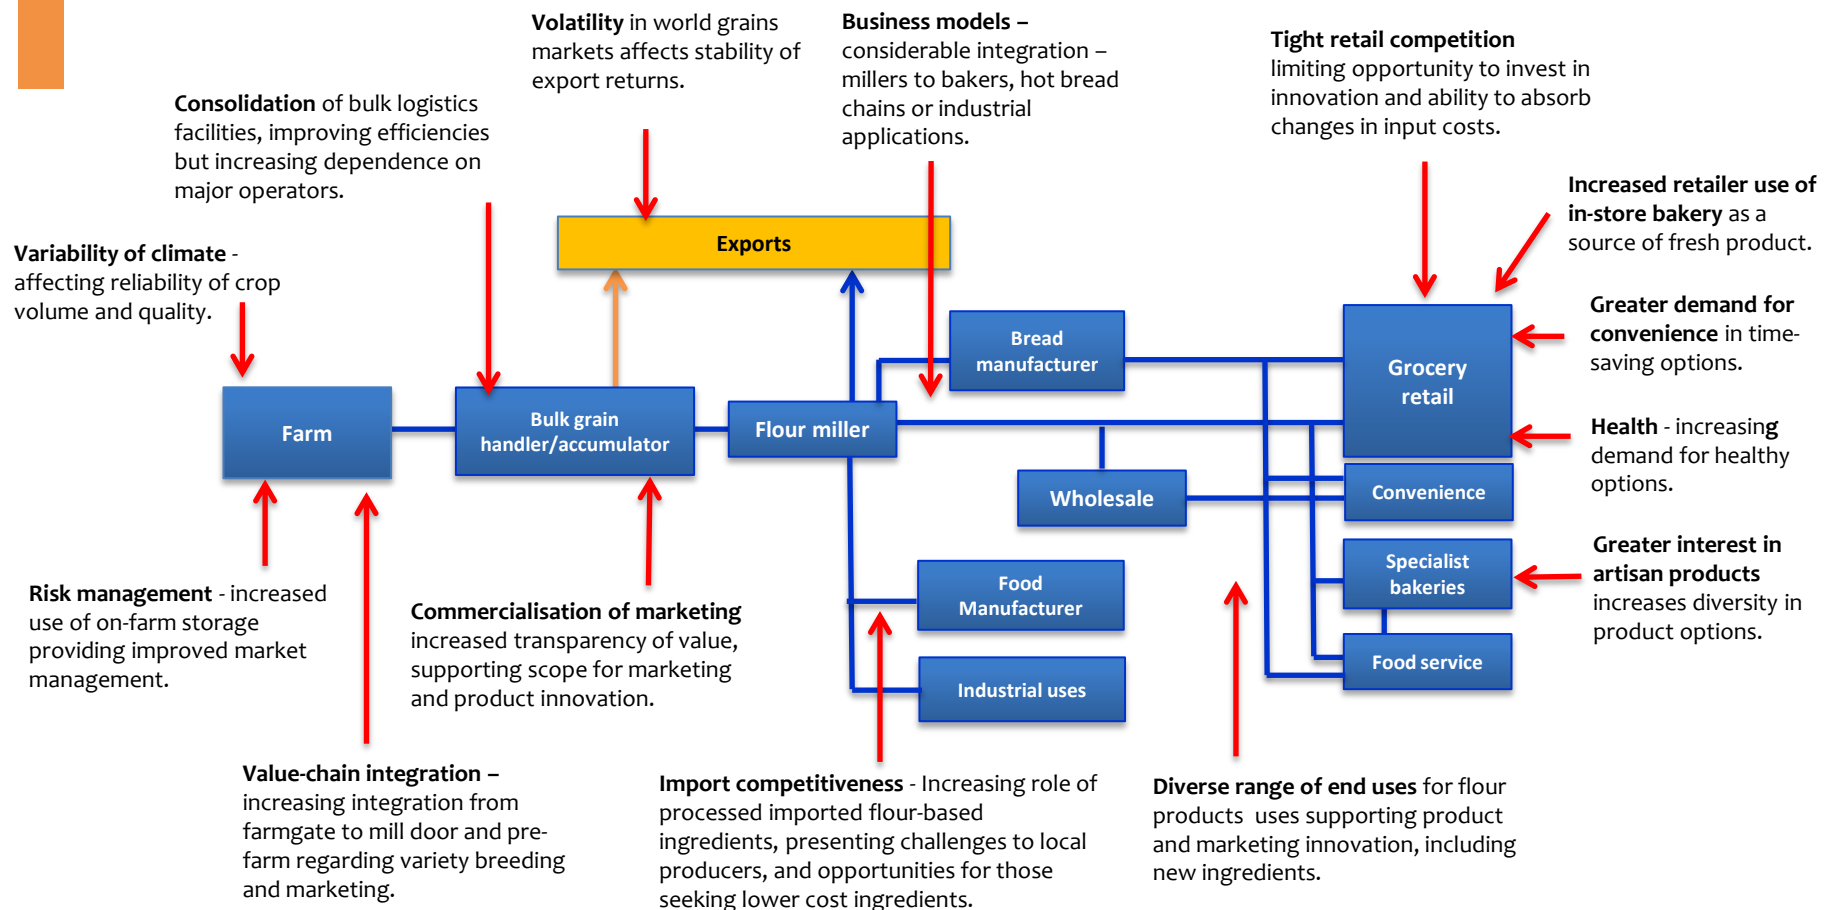 Volatility in world grains
markets affects stability of
export returns.
Business models –
considerable integration –
millers to bakers, hot bread
chains or industrial
applications.
Tight retail competition
limiting opportunity to invest in
innovation and ability to absorb
changes in input costs.
Consolidation of bulk logistics
facilities, improving efficiencies
but increasing dependence on
major operators.
Increased retailer use of
in-store bakery as a
source of fresh product.
Variability of climate -
affecting reliability of crop
volume and quality.
Exports
Greater demand for
convenience in time-
saving options.
Bread
manufacturer
Grocery
retail
Farm
Bulk grain
handler/accumulator
Flour miller
Health - increasing
demand for healthy
options.
Wholesale
Convenience
Greater interest in
artisan products
increases diversity in
product options.
Specialist
bakeries
Food
Manufacturer
Food service
Industrial uses
Risk management - increased
use of on-farm storage
providing improved market
management.
Commercialisation of marketing
increased transparency of value,
supporting scope for marketing
and product innovation.
Value-chain integration –
increasing integration from
farmgate to mill door and pre-
farm regarding variety breeding
and marketing.
Import competitiveness - Increasing role of
processed imported flour-based
ingredients, presenting challenges to local
producers, and opportunities for those
seeking lower cost ingredients.
Diverse range of end uses for flour
products uses supporting product
and marketing innovation, including
new ingredients.